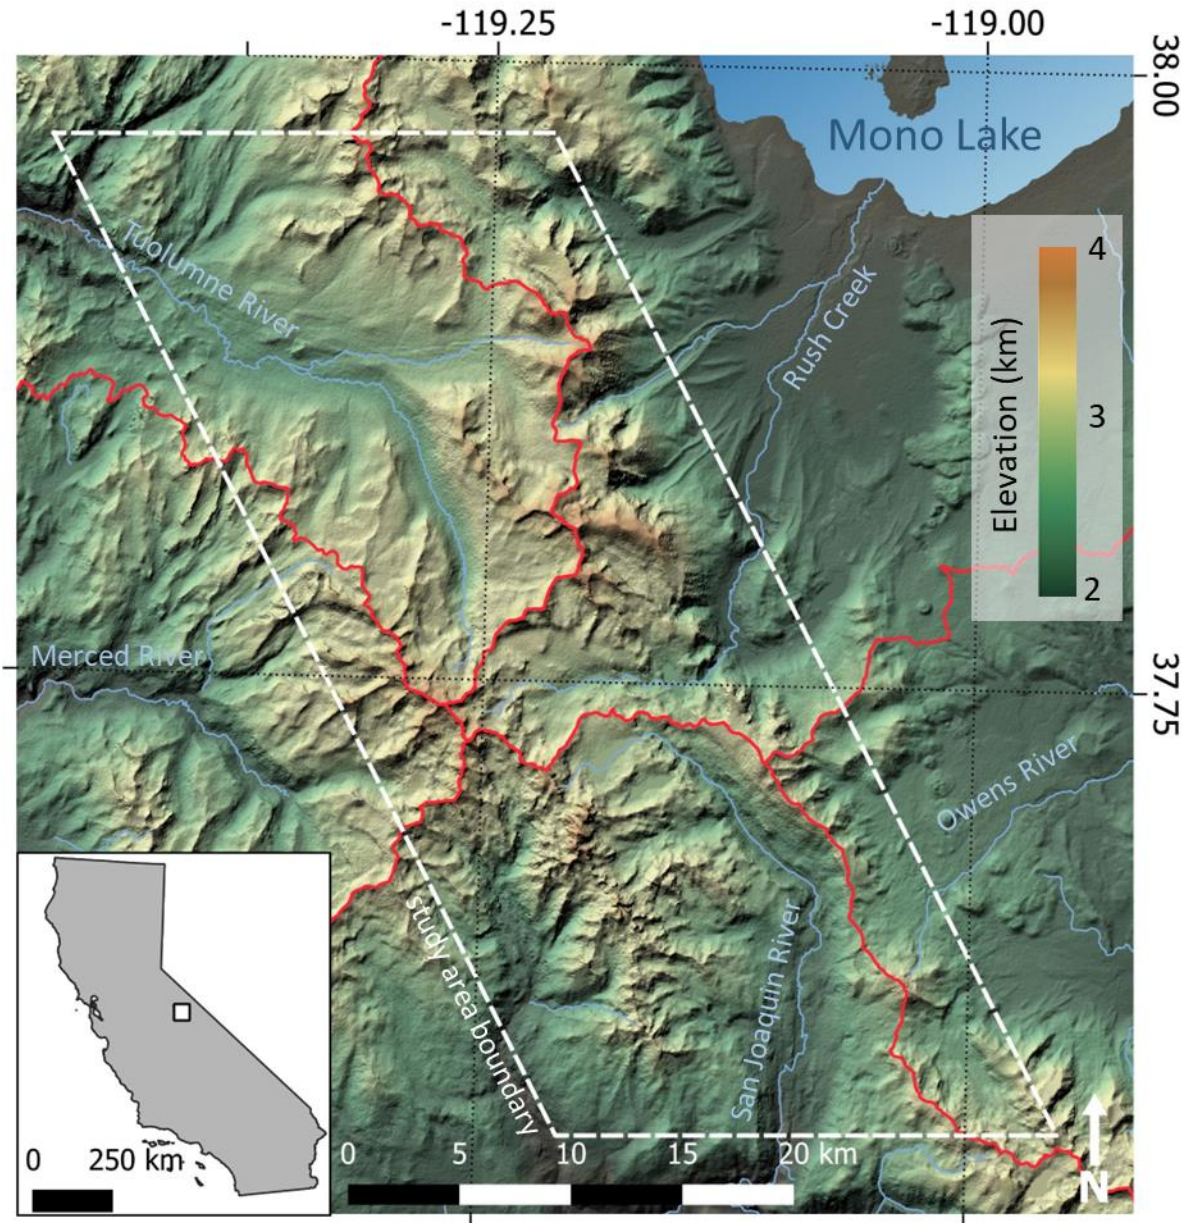 -119.25
-119.00
38.00
Mono Lake
Tuolumne River
Rush Creek
4
Elevation (km)
3
2
Merced River
37.75
Owens River
study area boundary
San Joaquin River
0
250 km
0
5
10
15
20 km
N